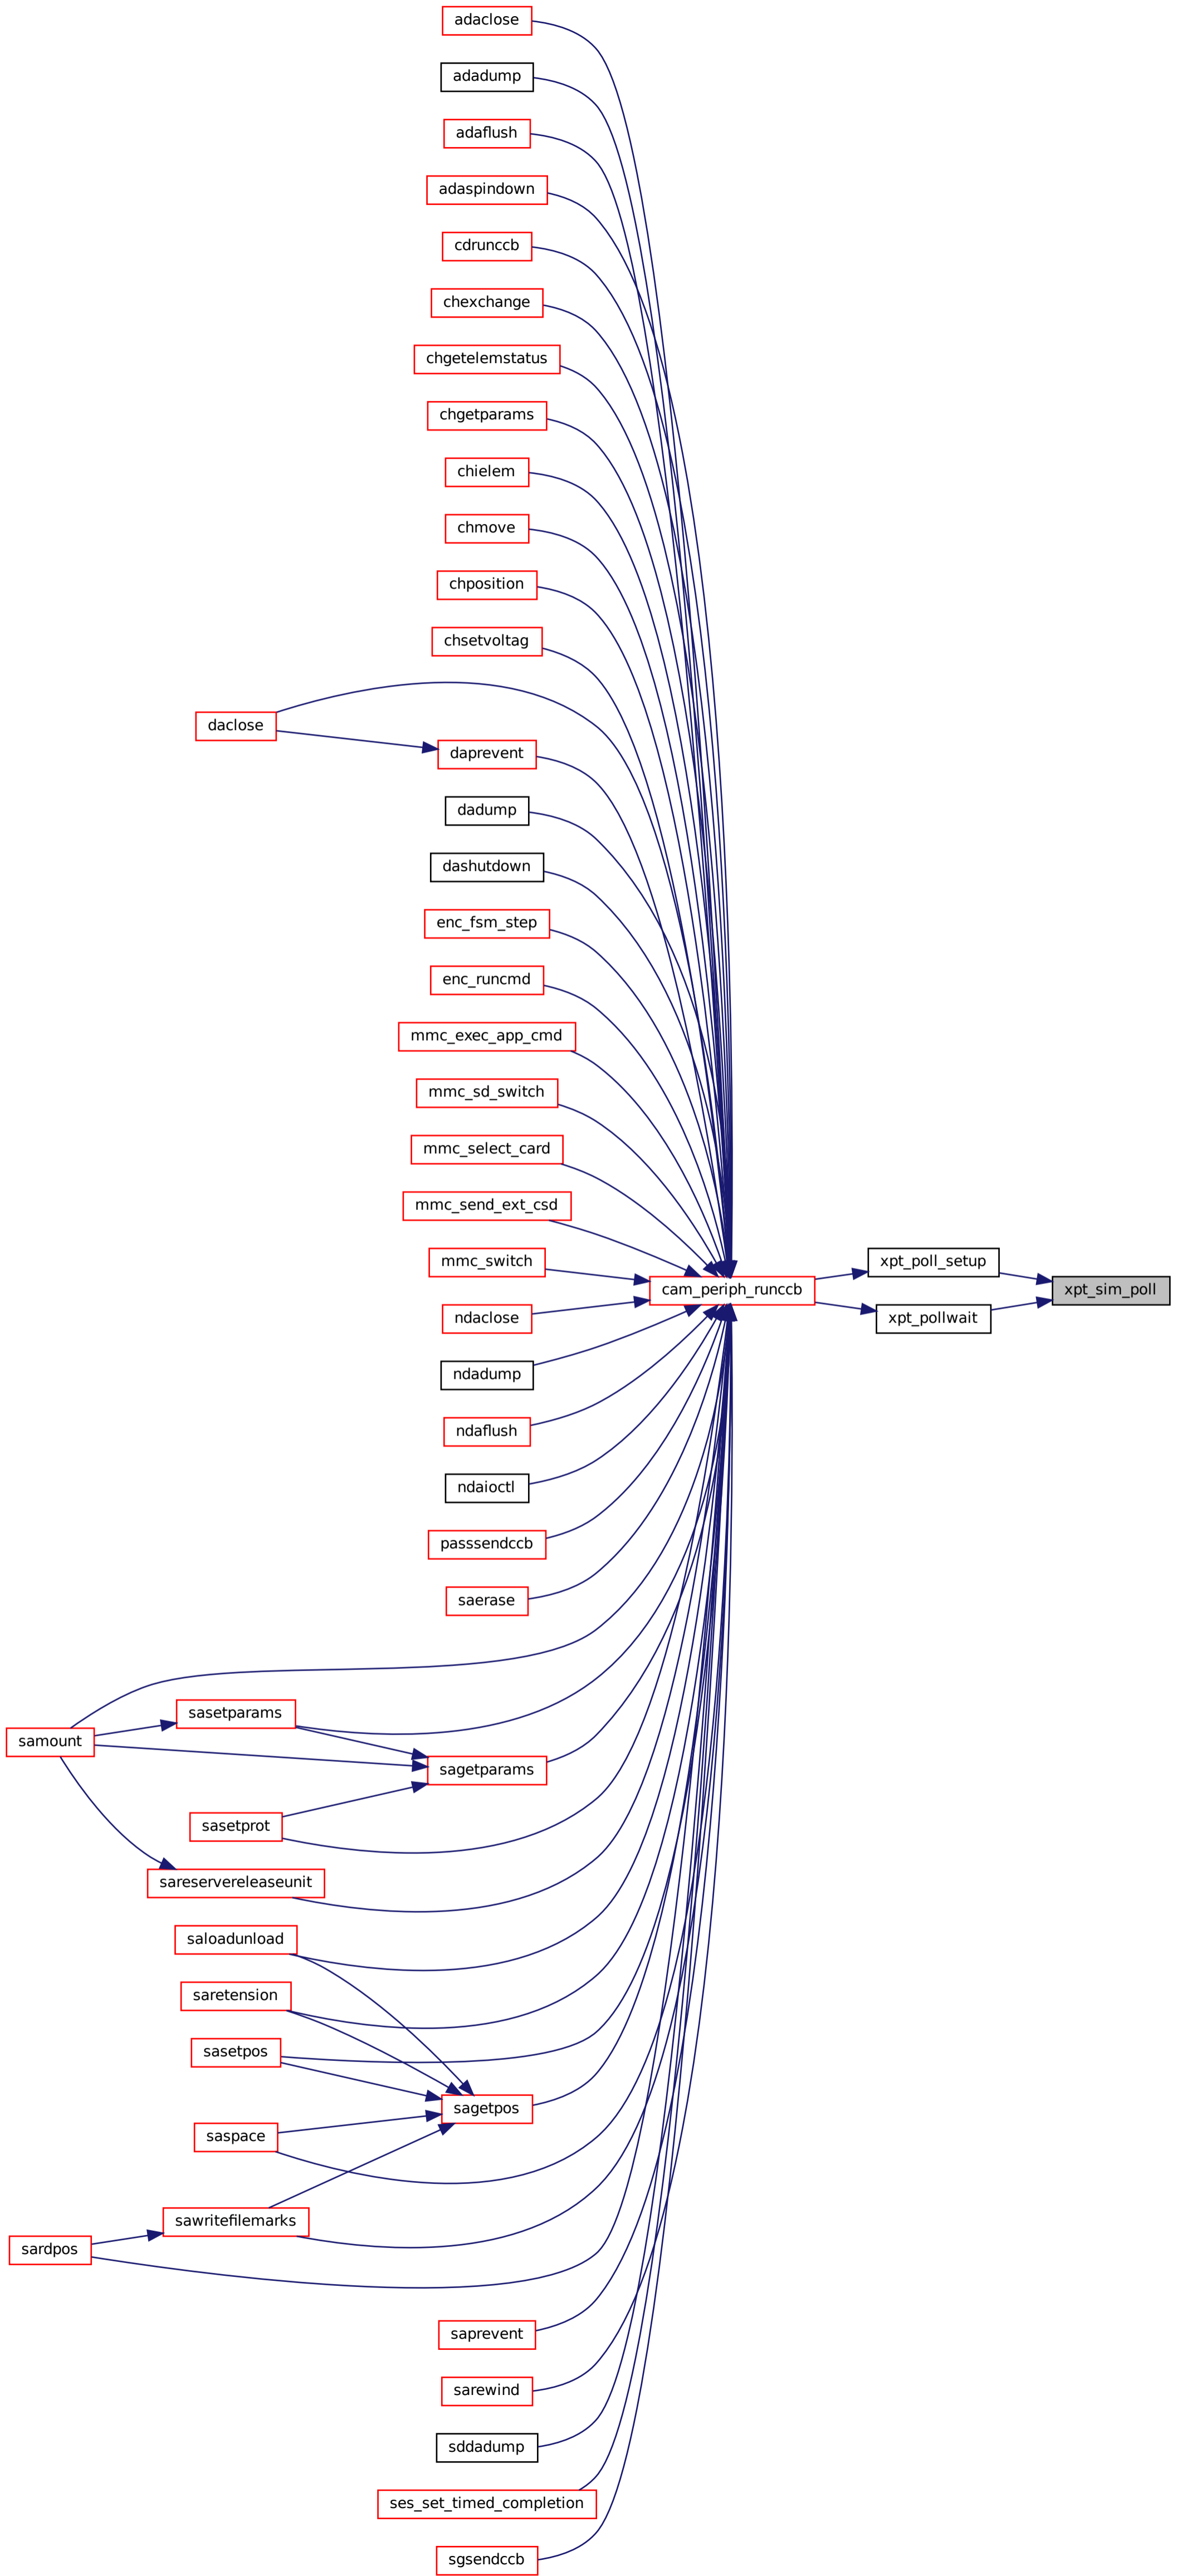 adaclose
adadump
adaflush
adaspindown
cdrunccb
chexchange
chgetelemstatus
chgetparams
chielem
chmove
chposition
chsetvoltag
daclose
daprevent
dadump
dashutdown
enc_fsm_step
enc_runcmd
mmc_exec_app_cmd
mmc_sd_switch
mmc_select_card
mmc_send_ext_csd
mmc_switch
xpt_poll_setup
cam_periph_runccb
xpt_sim_poll
ndaclose
xpt_pollwait
ndadump
ndaflush
ndaioctl
passsendccb
saerase
sasetparams
samount
sagetparams
sasetprot
sareservereleaseunit
saloadunload
saretension
sasetpos
sagetpos
saspace
sawritefilemarks
sardpos
saprevent
sarewind
sddadump
ses_set_timed_completion
sgsendccb